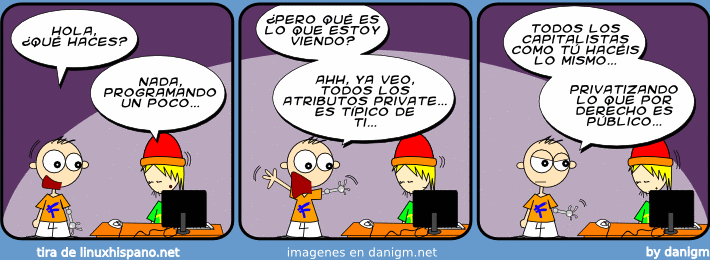 HOLA,
¿QUÉ HACES?
NADA,
PROGRAMANDO
UN POCO...
¿PERO QUÉ ES
LO QUE ESTOY
VIENDO?
AHH, YA VEO,
TODOS LOS
ATRIBUTOS PRIVATE...
ES TÍPICO DE
TI...
TODOS LOS
CAPITALISTAS
COMO TÚ HACÉIS
LO MISMO...
PRIVATIZANDO
LO QUE POR
DERECHO ES
PÚBLICO...
tira de linuxhispano.net
imagenes en danigm.net
by danigm